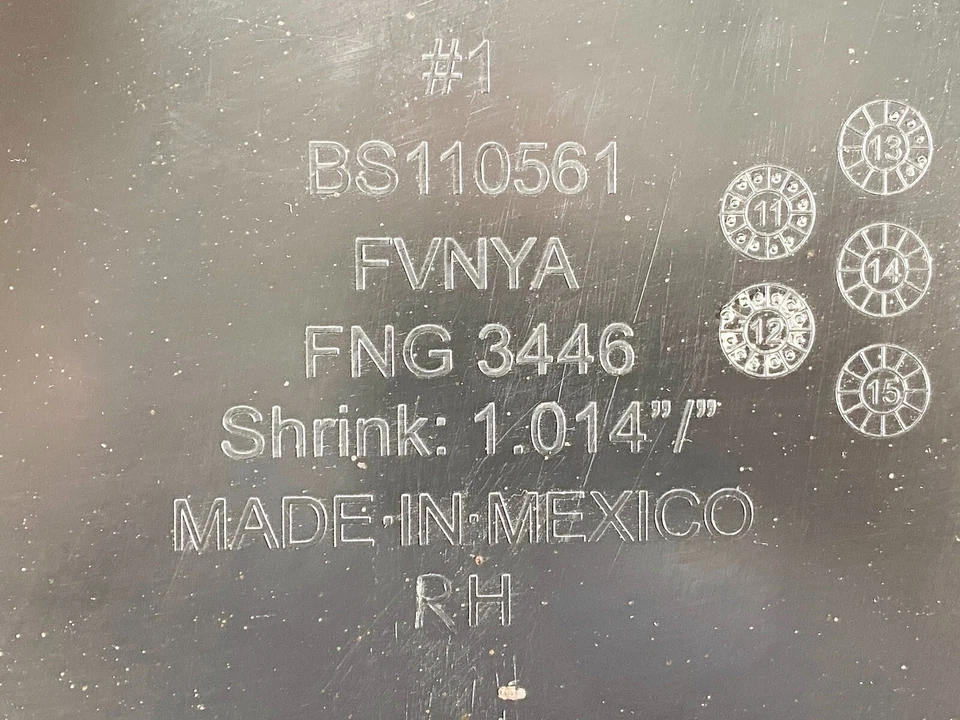 #1
BS110561
FVNYA
FNG 3446
Shrink: 1.014”/”
MADE IN MEXICO
RH
11
12
13
14
15